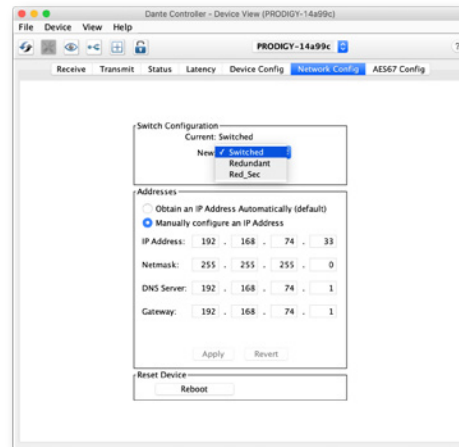 Dante Controller - Device View (PRODIGY-14a99c)
File Device View Help
PRODIGY-14a99c
?
Receive Transmit Status Latency Device Config Network Config AES67 Config
Switch Configuration
Current: Switched
New: ✓ Switched
Redundant
Red_Sec
Addresses
Obtain an IP Address Automatically (default)
Manually configure an IP Address
IP Address: 192 . 168 . 74 . 33
Netmask: 255 . 255 . 255 . 0
DNS Server: 192 . 168 . 74 . 1
Gateway: 192 . 168 . 74 . 1
Apply Revert
Reset Device
Reboot